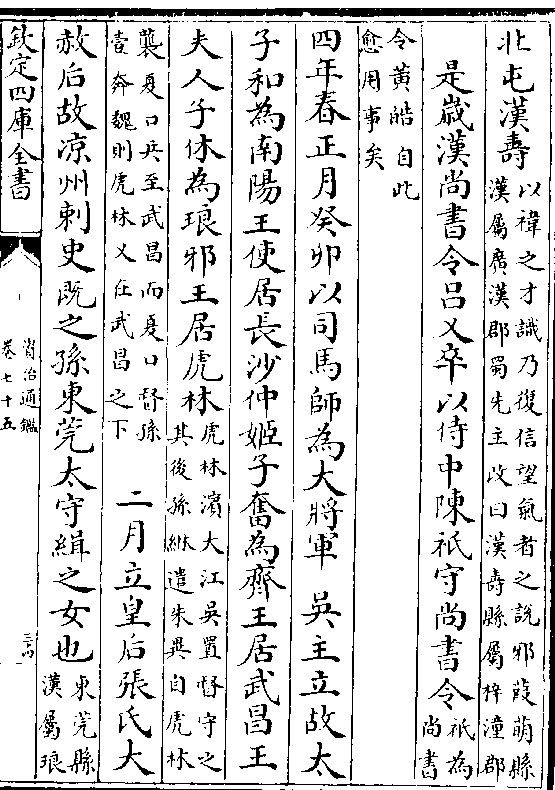 北屯漢壽以禕之才識乃復信望氣者之說邪葭萌縣
漢屬廣漢郡蜀先主改曰漢壽縣屬梓潼郡
是歲漢尚書令呂乂卒以侍中陳祗守尚書令祗為
尚書
令黃皓自此
愈用事矣
四年春正月癸卯以司馬師為大將軍 吳主立故太
子和為南陽王使居長沙仲姬子奮為齊王居武昌王
夫人子休為琅邪王居虎林虎林濱大江吳置督守之
其後孫綝遣朱異自虎林
襲夏口兵至武昌而夏口督孫
壹奔魏則虎林又在武昌之下 二月立皇后張氏大
赦后故凉州刺史既之孫東莞太守緝之女也東莞縣
漢屬琅
欽定四庫全書
資治通鑑
卷七十五